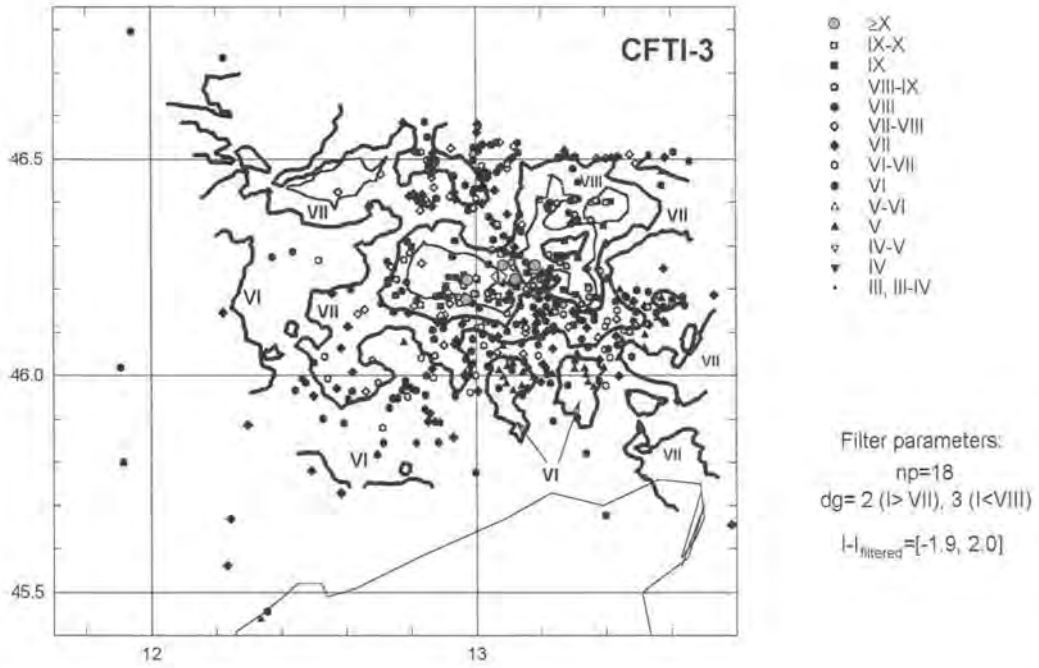 CFTI-3
≥X
IX-X
IX
VIII-IX
VIII
VII-VIII
VII
VI-VII
VI
V-VI
V
IV-V
IV
III, III-IV
46.5
46.0
45.5
12
13
VIII
VII
VII
VI
VII
VII
VI
VI
VII
Filter parameters:
np=18
dg= 2 (I> VII), 3 (I<VIII)
I-Ifiltered=[-1.9, 2.0]